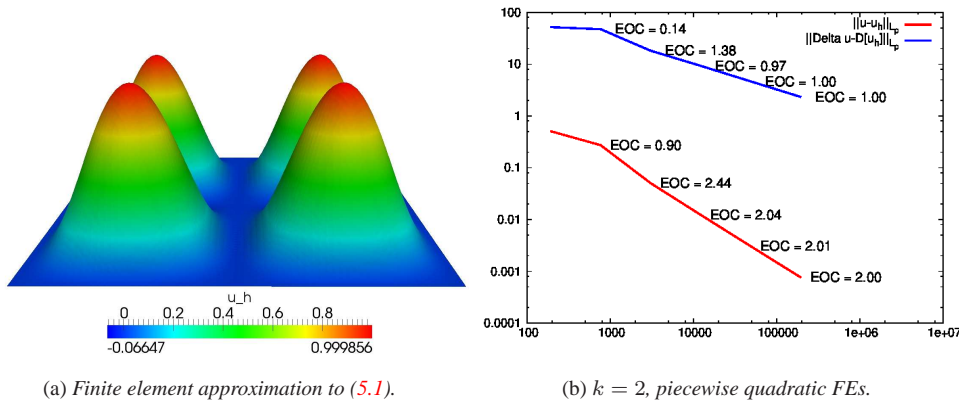 u_h
0 0.2 0.4 0.6 0.8
-0.06647 0.999856
(a) Finite element approximation to (5.1).
100
10
1
0.1
0.01
0.001
0.0001
100 1000 10000 100000 1e+06 1e+07
||u-u_h||_{L_p}
||Delta u-D[u_h]||_{L_p}
EOC = 0.14
EOC = 1.38
EOC = 0.97
EOC = 1.00
EOC = 1.00
EOC = 0.90
EOC = 2.44
EOC = 2.04
EOC = 2.01
EOC = 2.00
(b) k = 2, piecewise quadratic FEs.